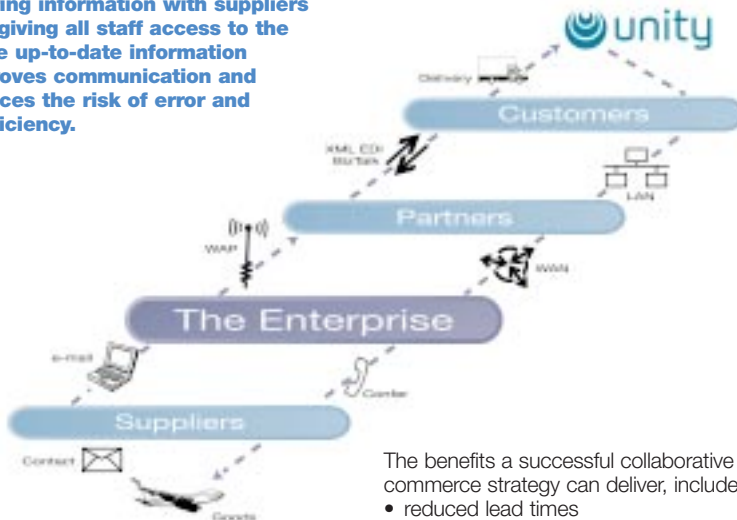 ing information with suppliers
giving all staff access to the
e up-to-date information
oves communication and
ces the risk of error and
iciency.
unity
Delivery
Customers
XML EDI
BizTalk
LAN
Partners
WAP
WAN
The Enterprise
e-mail
Suppliers
Contact
Goods
The benefits a successful collaborative
commerce strategy can deliver, include
• reduced lead times